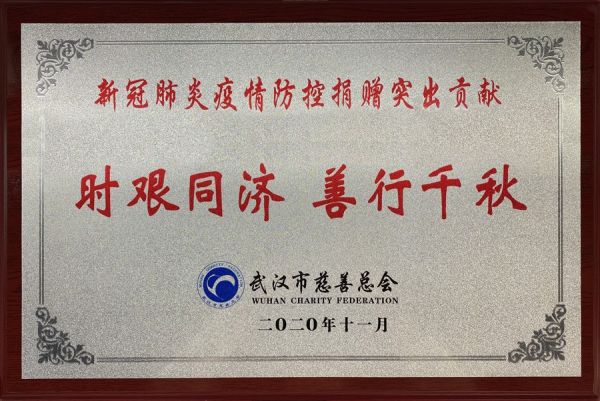 新冠肺炎疫情防控捐赠突出贡献
时艰同济 善行千秋
武汉市慈善总会
WUHAN CHARITY FEDERATION
二〇二〇年十一月